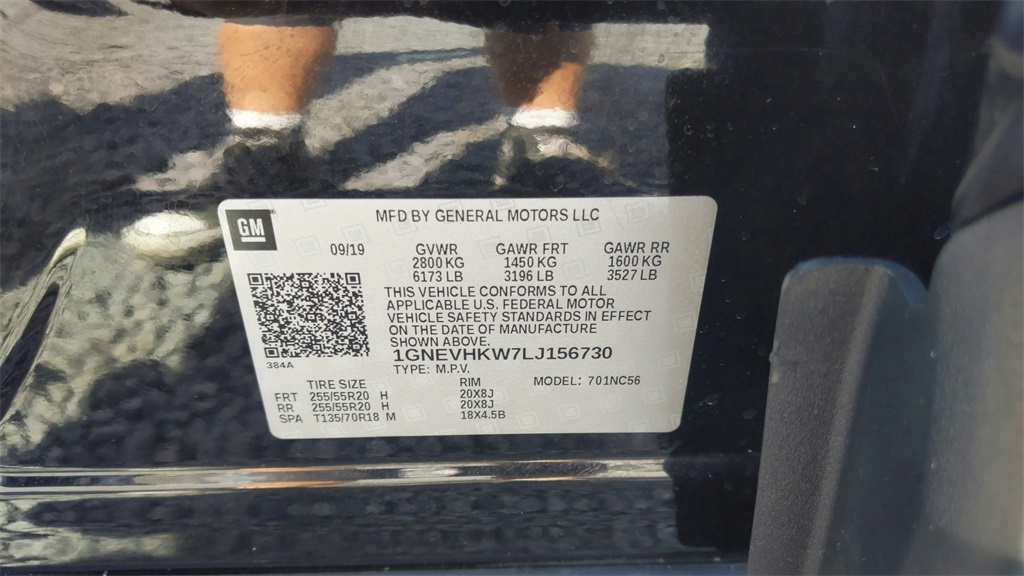 GM
MFD BY GENERAL MOTORS LLC
09/19 GVWR GAWR FRT GAWR RR
2800 KG 1450 KG 1600 KG
6173 LB 3196 LB 3527 LB
THIS VEHICLE CONFORMS TO ALL
APPLICABLE U.S. FEDERAL MOTOR
VEHICLE SAFETY STANDARDS IN EFFECT
ON THE DATE OF MANUFACTURE
SHOWN ABOVE.
1GNEVHKW7LJ156730
384A
TYPE: M.P.V.
TIRE SIZE RIM MODEL: 701NC56
FRT 255/55R20 H 20X8J
RR 255/55R20 H 20X8J
SPA T135/70R18 M 18X4.5B